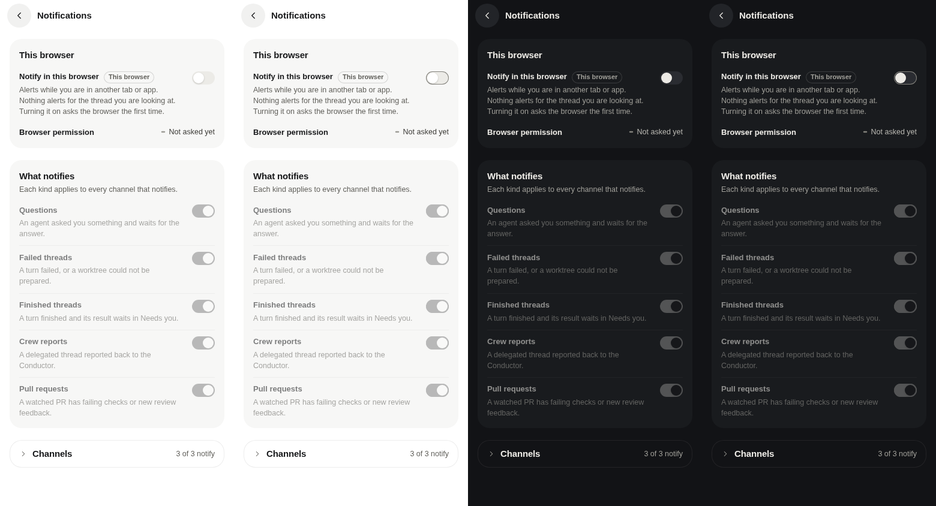 Notifications
This browser
Notify in this browser This browser
Alerts while you are in another tab or app.
Nothing alerts for the thread you are looking at.
Turning it on asks the browser the first time.
Browser permission – Not asked yet
What notifies
Each kind applies to every channel that notifies.
Questions
An agent asked you something and waits for the
answer.
Failed threads
A turn failed, or a worktree could not be
prepared.
Finished threads
A turn finished and its result waits in Needs you.
Crew reports
A delegated thread reported back to the
Conductor.
Pull requests
A watched PR has failing checks or new review
feedback.
Channels 3 of 3 notify
Notifications
This browser
Notify in this browser This browser
Alerts while you are in another tab or app.
Nothing alerts for the thread you are looking at.
Turning it on asks the browser the first time.
Browser permission – Not asked yet
What notifies
Each kind applies to every channel that notifies.
Questions
An agent asked you something and waits for the
answer.
Failed threads
A turn failed, or a worktree could not be
prepared.
Finished threads
A turn finished and its result waits in Needs you.
Crew reports
A delegated thread reported back to the
Conductor.
Pull requests
A watched PR has failing checks or new review
feedback.
Channels 3 of 3 notify
Notifications
This browser
Notify in this browser This browser
Alerts while you are in another tab or app.
Nothing alerts for the thread you are looking at.
Turning it on asks the browser the first time.
Browser permission – Not asked yet
What notifies
Each kind applies to every channel that notifies.
Questions
An agent asked you something and waits for the
answer.
Failed threads
A turn failed, or a worktree could not be
prepared.
Finished threads
A turn finished and its result waits in Needs you.
Crew reports
A delegated thread reported back to the
Conductor.
Pull requests
A watched PR has failing checks or new review
feedback.
Channels 3 of 3 notify
Notifications
This browser
Notify in this browser This browser
Alerts while you are in another tab or app.
Nothing alerts for the thread you are looking at.
Turning it on asks the browser the first time.
Browser permission – Not asked yet
What notifies
Each kind applies to every channel that notifies.
Questions
An agent asked you something and waits for the
answer.
Failed threads
A turn failed, or a worktree could not be
prepared.
Finished threads
A turn finished and its result waits in Needs you.
Crew reports
A delegated thread reported back to the
Conductor.
Pull requests
A watched PR has failing checks or new review
feedback.
Channels 3 of 3 notify